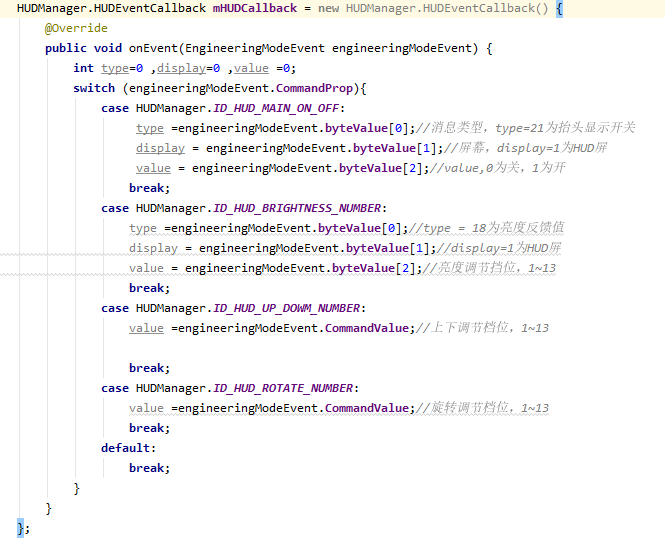 HUDManager.HUDEventCallback mHUDCallback = new HUDManager.HUDEventCallback() {
@Override
public void onEvent(EngineeringModeEvent engineeringModeEvent) {
int type=0 ,display=0 ,value =0;
switch (engineeringModeEvent.CommandProp){
case HUDManager.ID_HUD_MAIN_ON_OFF:
type =engineeringModeEvent.byteValue[0];//消息类型，type=21为抬头显示开关
display = engineeringModeEvent.byteValue[1];//屏幕，display=1为HUD屏
value = engineeringModeEvent.byteValue[2];//value,0为关，1为开
break;
case HUDManager.ID_HUD_BRIGHTNESS_NUMBER:
type =engineeringModeEvent.byteValue[0];//type = 18为亮度反馈值
display = engineeringModeEvent.byteValue[1];//display=1为HUD屏
value = engineeringModeEvent.byteValue[2];//亮度调节挡位，1~13
break;
case HUDManager.ID_HUD_UP_DOWM_NUMBER:
value =engineeringModeEvent.CommandValue;//上下调节档位，1~13
break;
case HUDManager.ID_HUD_ROTATE_NUMBER:
value =engineeringModeEvent.CommandValue;//旋转调节档位，1~13
break;
default:
break;
}
}
};